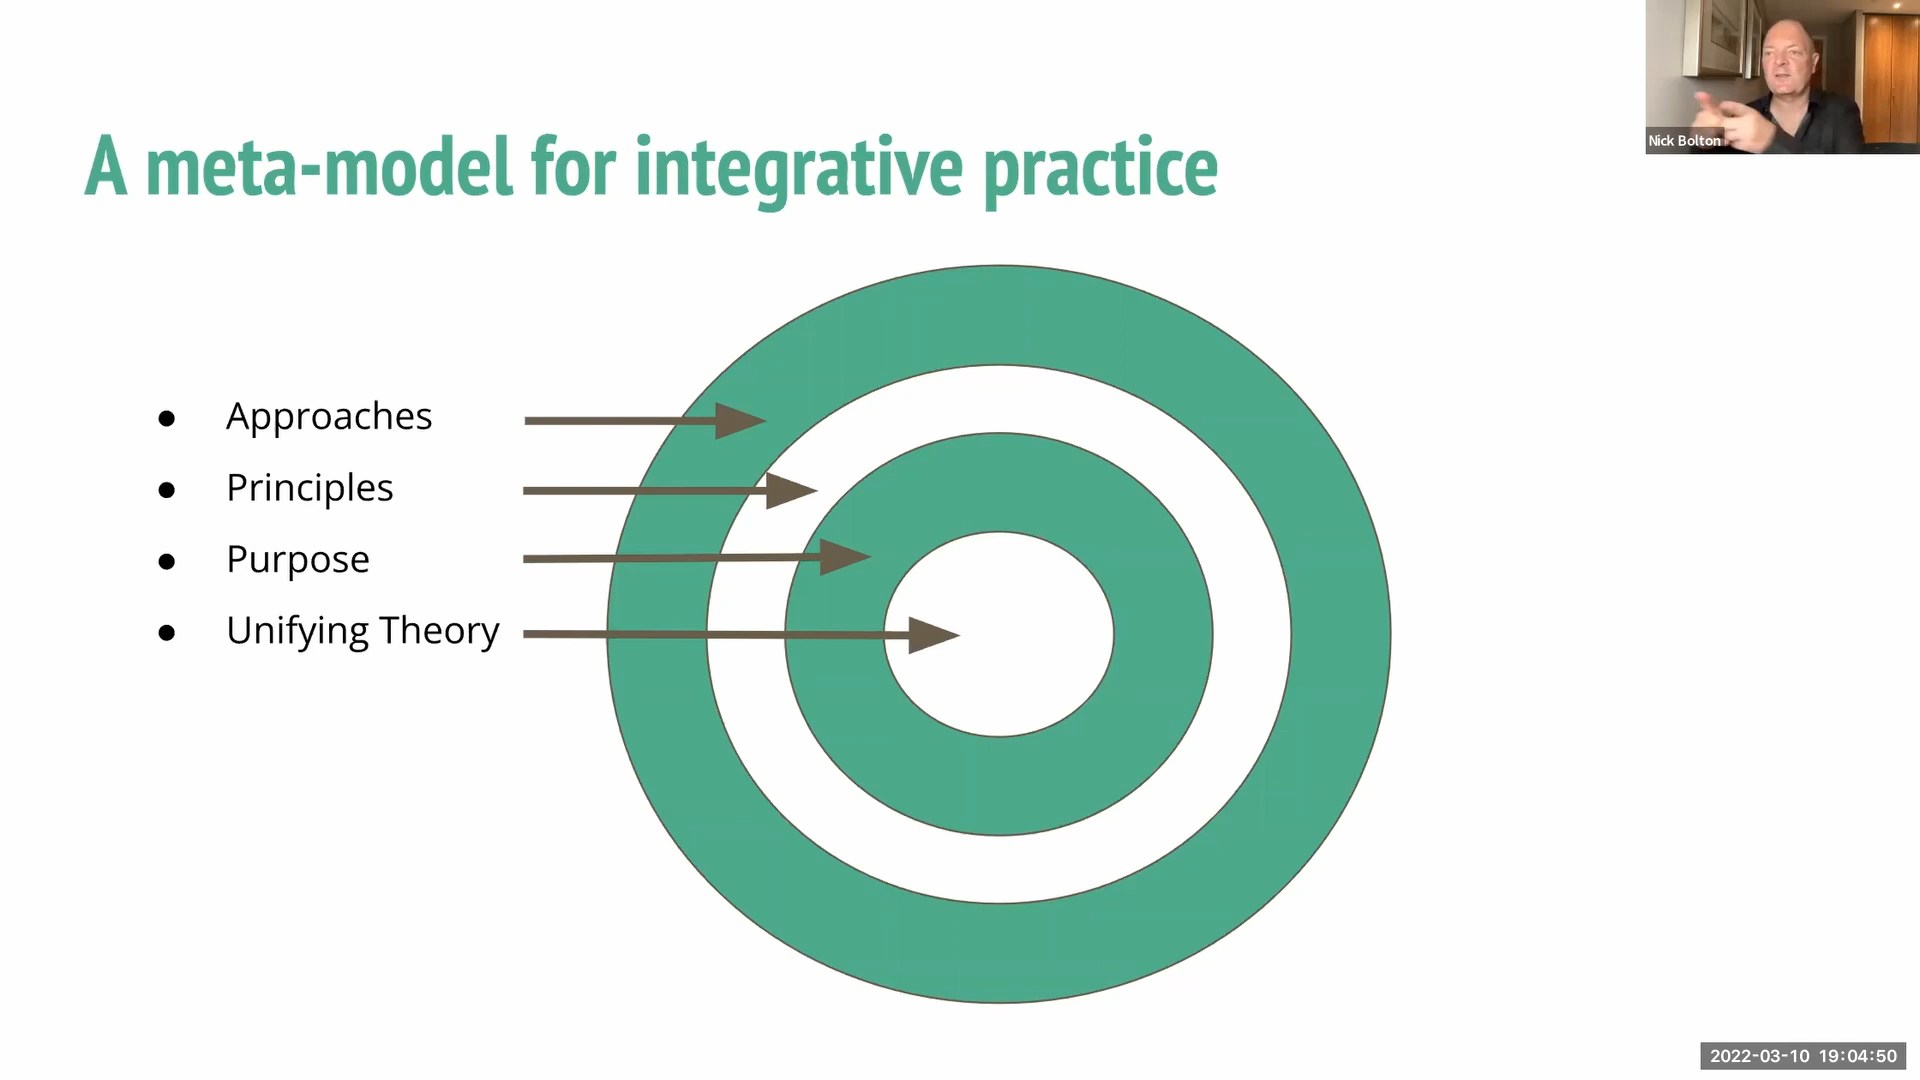 Nick Bolton
A meta-model for integrative practice
● Approaches
● Principles
● Purpose
● Unifying Theory
2022-03-10 19:04:50